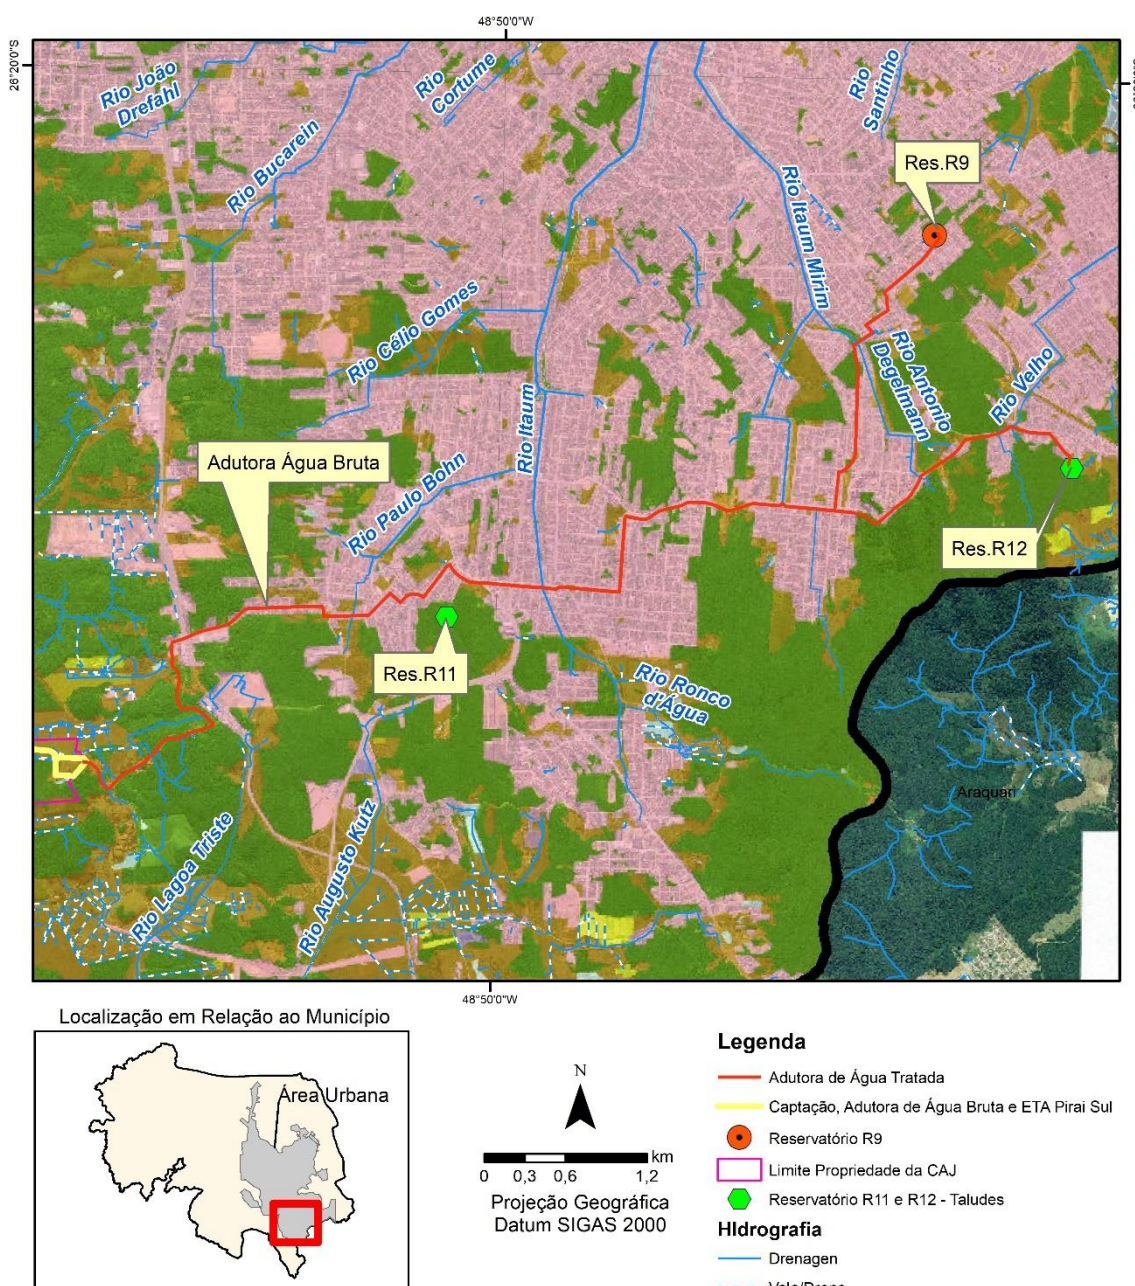 48°50'0"W
26°20'0"S
Rio João
Drefahl
Rio
Cortume
Rio
Santinho
Res.R9
Rio Bucarein
Rio Itaum Mirim
Rio Célio Gomes
Rio Antonio
Degelmann
Rio Velho
Rio Itaum
Adutora Água Bruta
Rio Paulo Bohn
Res.R12
Res.R11
Rio Ronco
d'Água
Araquari
Rio Lagoa Triste
Rio Augusto Kutz
48°50'0"W
Localização em Relação ao Município
Área Urbana
N
0 0,3 0,6 1,2 km
Projeção Geográfica
Datum SIGAS 2000
Legenda
Adutora de Água Tratada
Captação, Adutora de Água Bruta e ETA Pirai Sul
Reservatório R9
Limite Propriedade da CAJ
Reservatório R11 e R12 - Taludes
HIdrografia
Drenagen